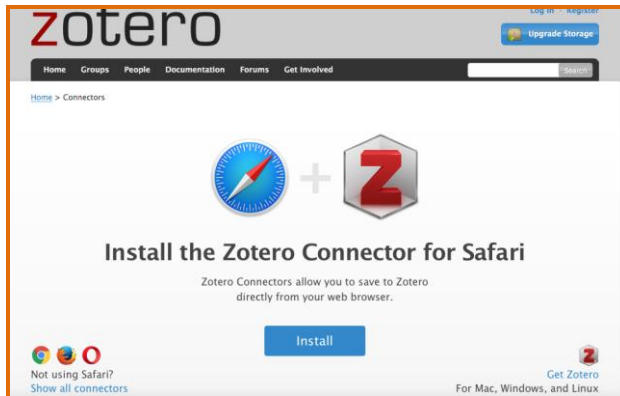 zotero
Log In · Register
Upgrade Storage
Home Groups People Documentation Forums Get Involved
Search
Home > Connectors
Z
Install the Zotero Connector for Safari
Zotero Connectors allow you to save to Zotero
directly from your web browser.
Install
Not using Safari?
Show all connectors
Z
Get Zotero
For Mac, Windows, and Linux